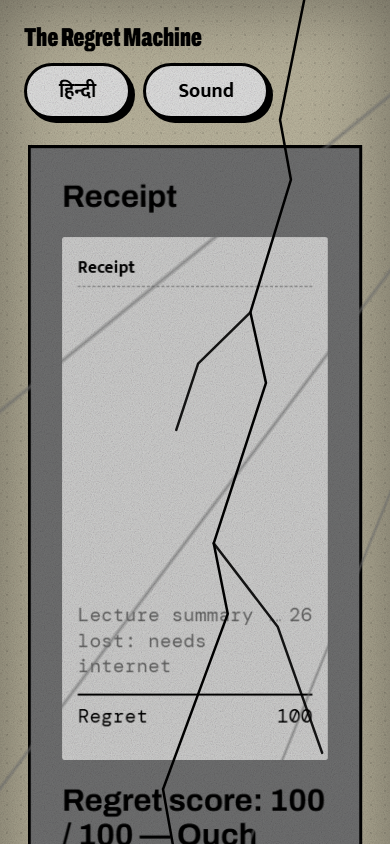 The Regret Machine
हिन्दी Sound
Receipt
Receipt
Lecture summary … 26
lost: needs
internet
Regret 100
Regret score: 100
/ 100 — Ouch